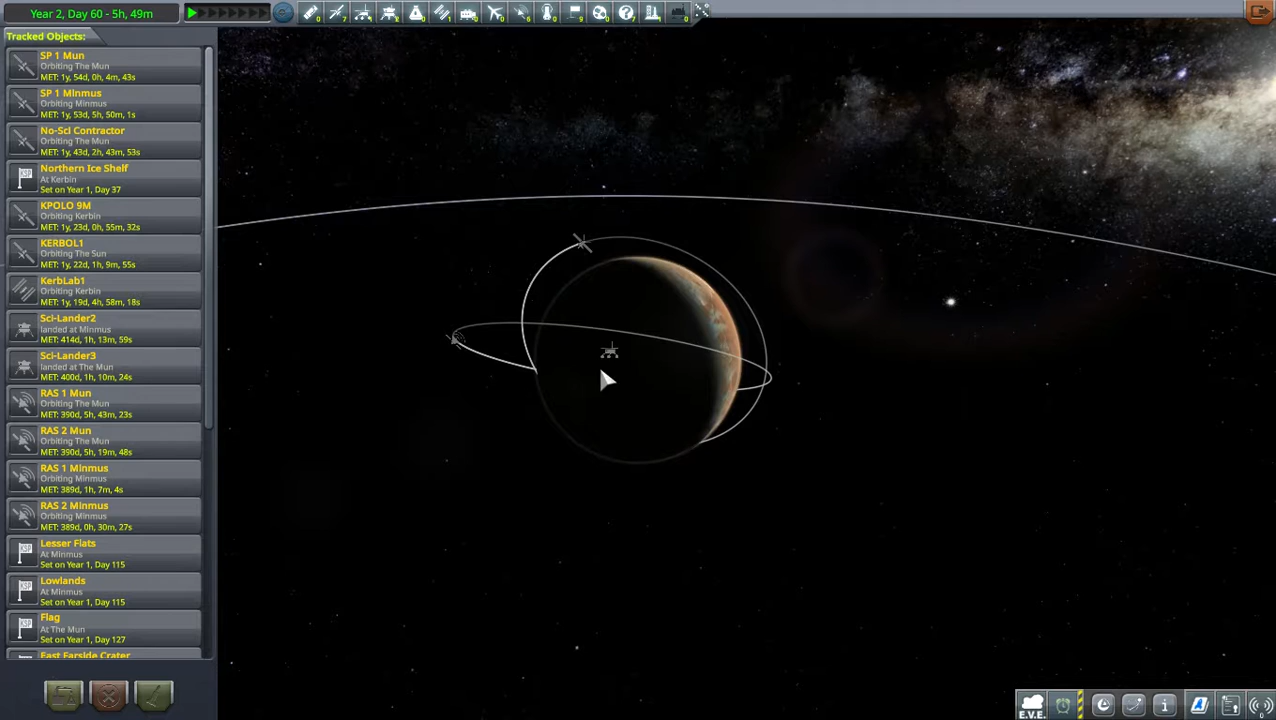 Year 2, Day 60 - 5h, 49m
Tracked Objects:
SP 1 Mun
Orbiting The Mun
MET: 1y, 54d, 0h, 4m, 43s
SP 1 Minmus
Orbiting Minmus
MET: 1y, 53d, 5h, 50m, 1s
No-Sci Contractor
Orbiting The Mun
MET: 1y, 43d, 2h, 43m, 53s
Northern Ice Shelf
At Kerbin
Set on Year 1, Day 37
KPOLO 9M
Orbiting Kerbin
MET: 1y, 23d, 0h, 55m, 32s
KERBOL1
Orbiting The Sun
MET: 1y, 22d, 1h, 9m, 55s
KerbLab1
Orbiting Kerbin
MET: 1y, 19d, 4h, 58m, 18s
Sci-Lander2
landed at Minmus
MET: 414d, 1h, 13m, 59s
Sci-Lander3
landed at The Mun
MET: 400d, 1h, 10m, 24s
RAS 1 Mun
Orbiting The Mun
MET: 390d, 5h, 43m, 23s
RAS 2 Mun
Orbiting The Mun
MET: 390d, 5h, 19m, 48s
RAS 1 Minmus
Orbiting Minmus
MET: 389d, 1h, 7m, 4s
RAS 2 Minmus
Orbiting Minmus
MET: 389d, 0h, 30m, 27s
Lesser Flats
At Minmus
Set on Year 1, Day 115
Lowlands
At Minmus
Set on Year 1, Day 115
Flag
At The Mun
Set on Year 1, Day 127
East Farside Crater
E.V.E.